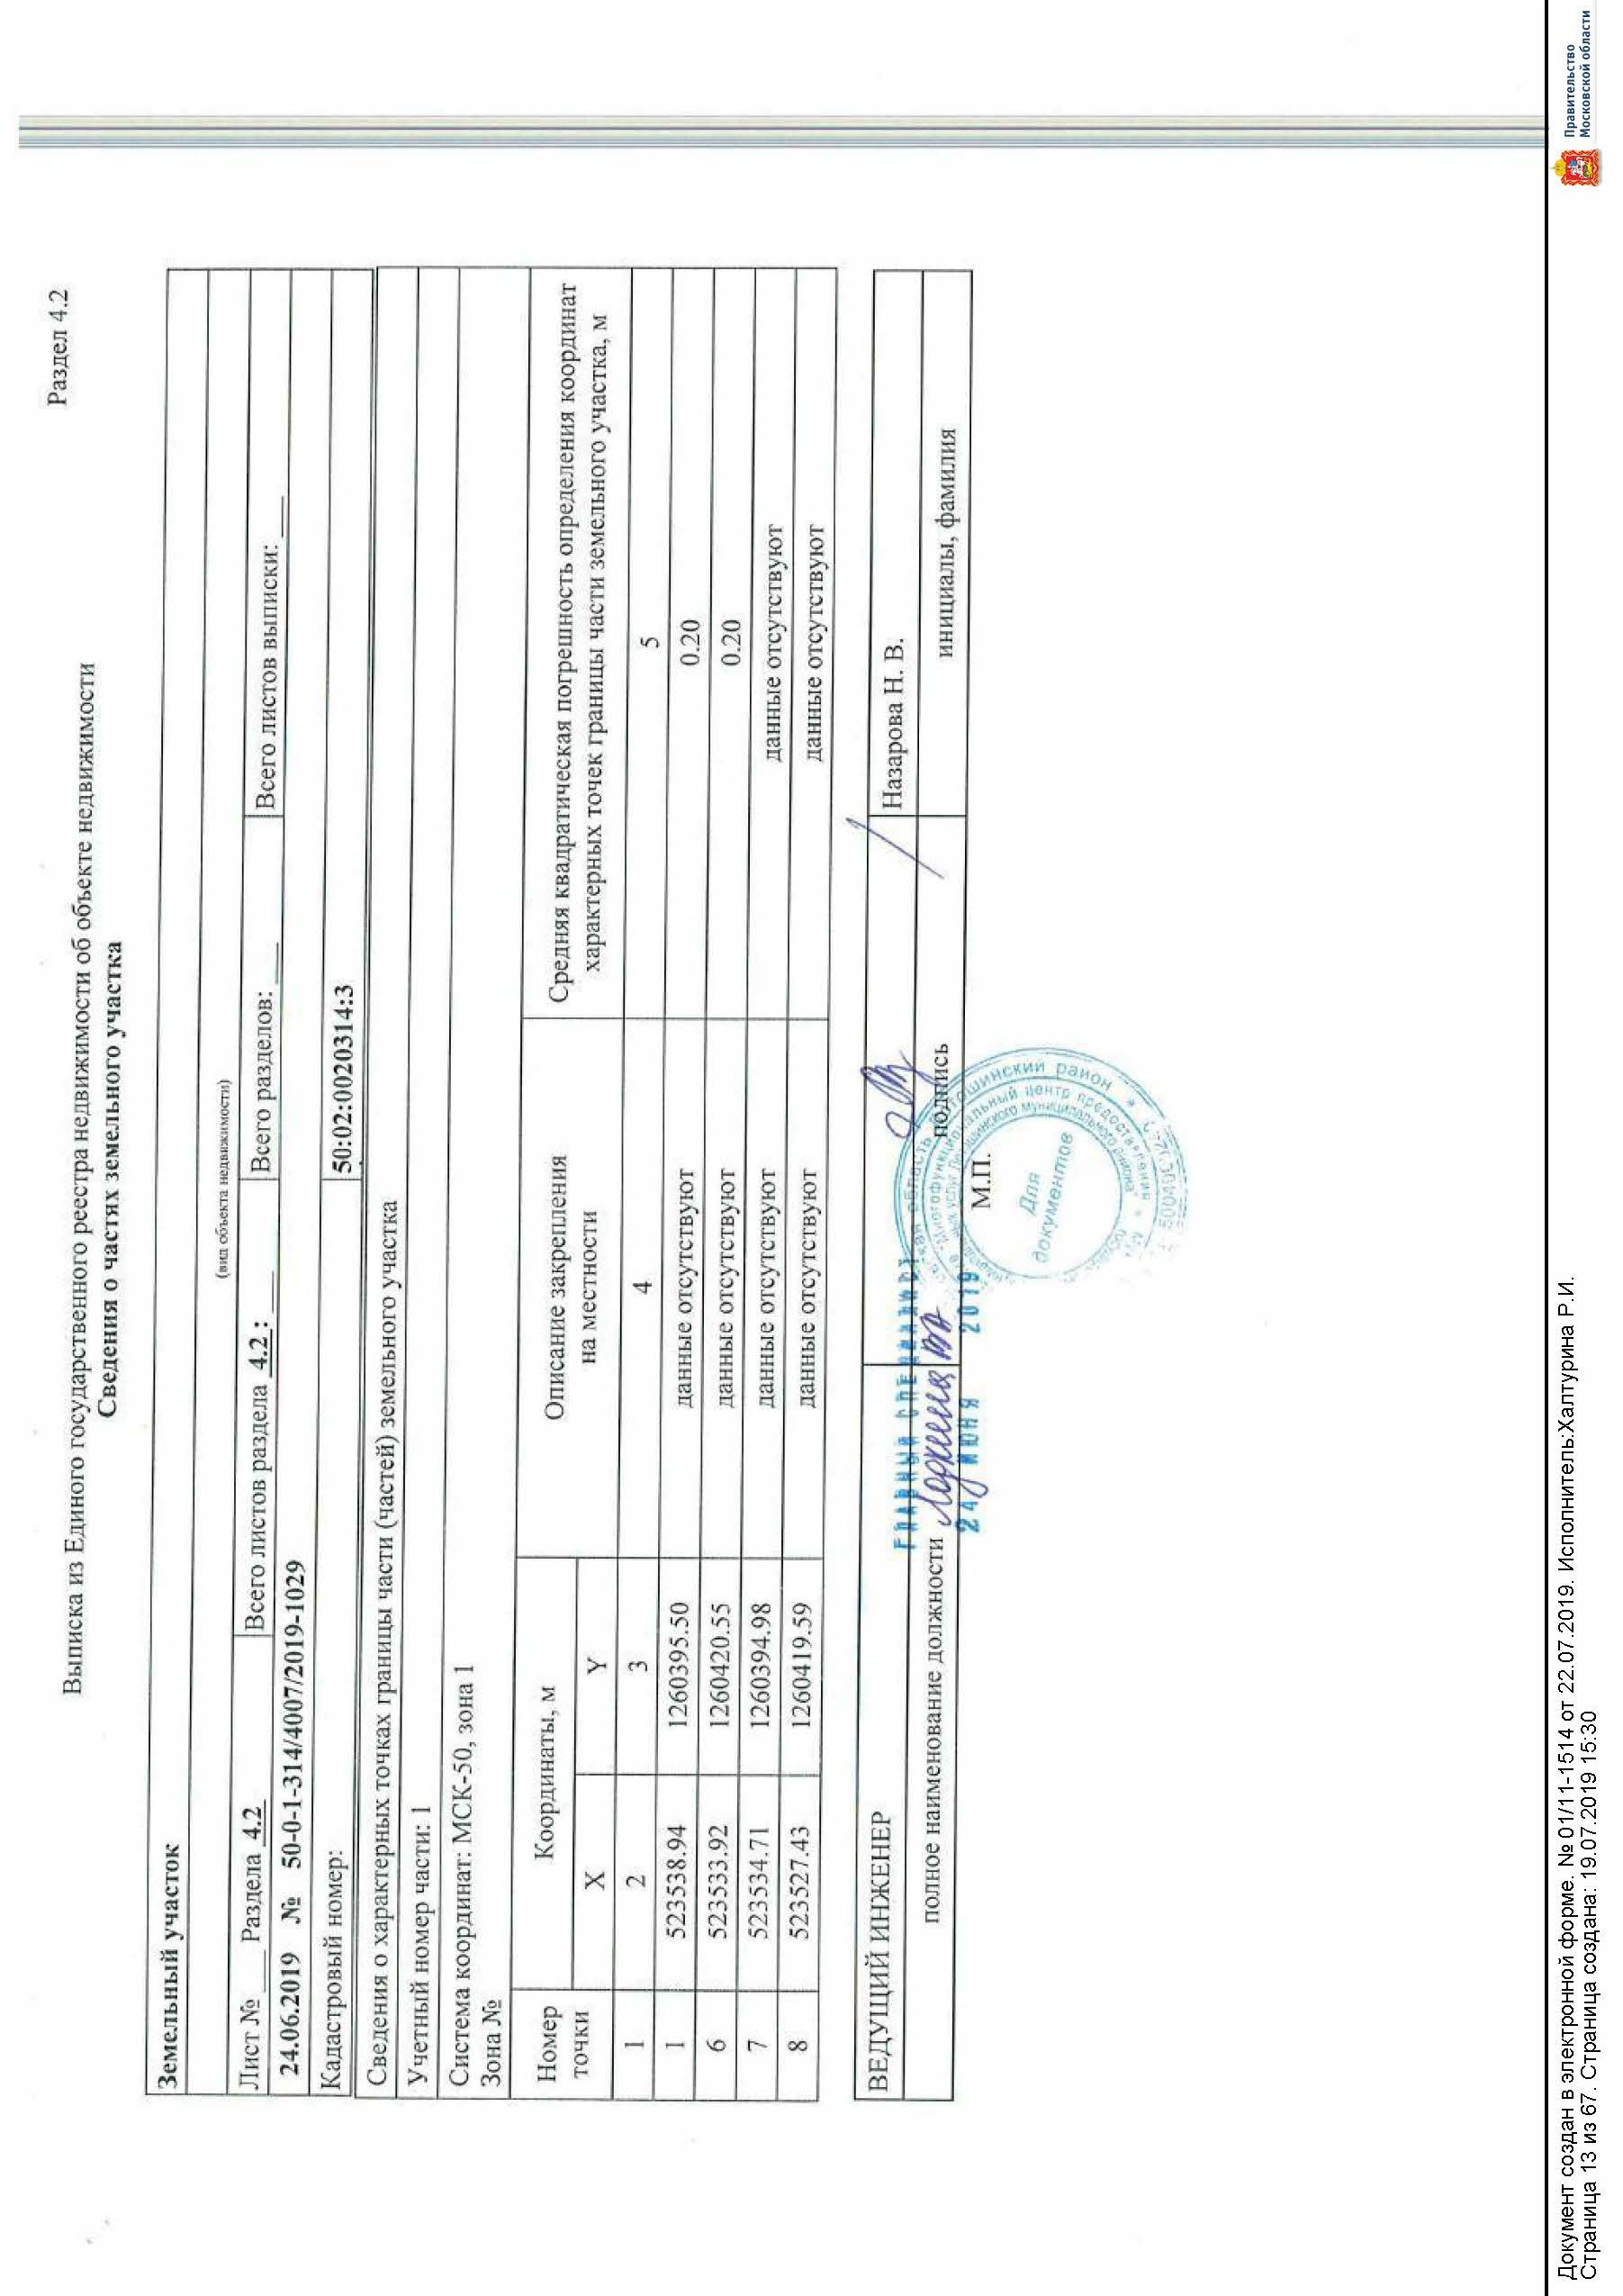 Раздел 4.2
Выписка из Единого государственного реестра недвижимости об объекте недвижимости
Сведения о частях земельного участка
Земельный участок
(вид объекта недвижимости)
Лист № ___ Раздела 4.2 Всего листов раздела 4.2 : ___ Всего разделов: ___ Всего листов выписки: ___
24.06.2019 № 50-0-1-314/4007/2019-1029
Кадастровый номер: 50:02:0020314:3
Сведения о характерных точках границы части (частей) земельного участка
Учетный номер части: 1
Система координат: МСК-50, зона 1
Зона №
Номер точки Координаты, м Описание закрепления на местности Средняя квадратическая погрешность определения координат характерных точек границы части земельного участка, м
X Y
1 2 3 4 5
1 523538.94 1260395.50 данные отсутствуют 0.20
6 523533.92 1260420.55 данные отсутствуют 0.20
7 523534.71 1260394.98 данные отсутствуют данные отсутствуют
8 523527.43 1260419.59 данные отсутствуют данные отсутствуют
ВЕДУЩИЙ ИНЖЕНЕР Назарова Н. В.
полное наименование должности подпись инициалы, фамилия
ГЛАВНЫЙ СПЕЦИАЛИСТ
24 ИЮНЯ 2019
М.П.
Для
документов
Документ создан в электронной форме. № 01/11-1514 от 22.07.2019. Исполнитель:Халтурина Р.И.
Страница 13 из 67. Страница создана: 19.07.2019 15:30
Правительство
Московской области